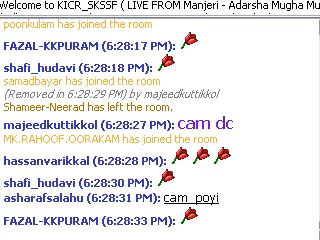 Welcome to KICR_SKSSF ( LIVE FROM Manjeri - Adarsha Mugha Mu
poonkulam has joined the room
FAZAL-KKPURAM (6:28:17 PM):
shafi_hudavi (6:28:18 PM):
samadbayar has joined the room
(Removed in 6:28:29 PM) by majeedkuttikkol
Shameer-Neerad has left the room.
majeedkuttikkol (6:28:27 PM): cam dc
MK.RAHOOF.OORAKAM has joined the room
hassanvarikkal (6:28:28 PM):
shafi_hudavi (6:28:30 PM):
asharafsalahu (6:28:31 PM): cam_poyi
FAZAL-KKPURAM (6:28:33 PM):